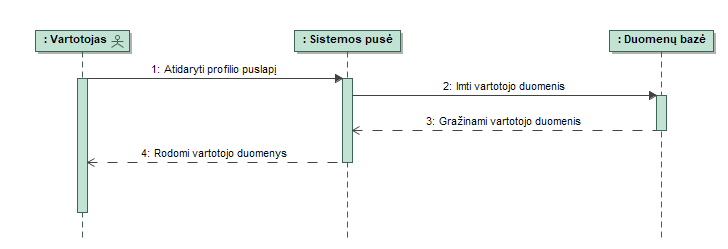 : Vartotojas
: Sistemos pusė
: Duomenų bazė
1: Atidaryti profilio puslapį
2: Imti vartotojo duomenis
3: Gražinami vartotojo duomenis
4: Rodomi vartotojo duomenys